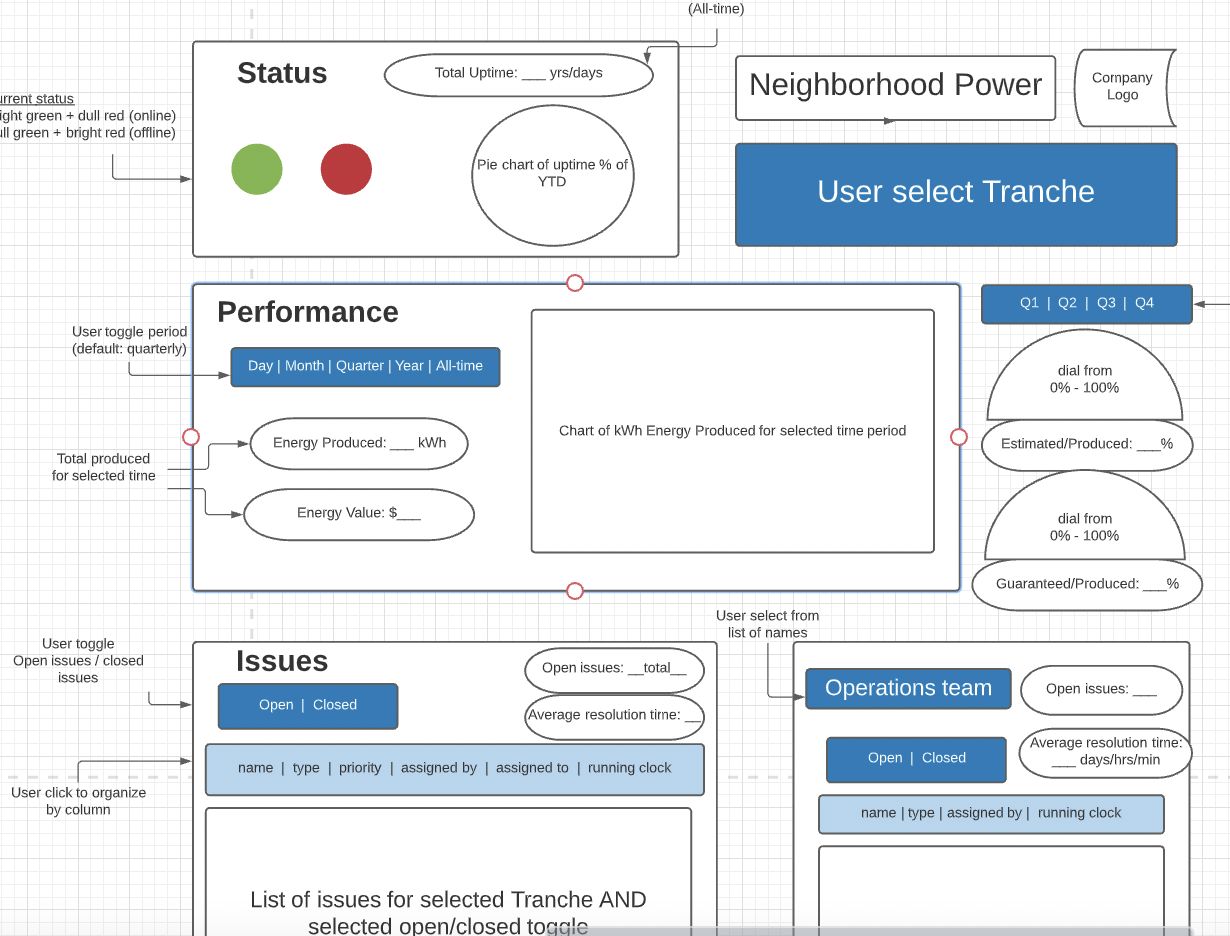 (All-time)
Status
Total Uptime: ___ yrs/days
Neighborhood Power
Company
Logo
urrent status
ight green + dull red (online)
ull green + bright red (offline)
Pie chart of uptime % of
YTD
User select Tranche
Performance
Q1 | Q2 | Q3 | Q4
User toggle period
(default: quarterly)
Day | Month | Quarter | Year | All-time
dial from
0% - 100%
Energy Produced: ___ kWh
Chart of kWh Energy Produced for selected time period
Estimated/Produced: ___%
Total produced
for selected time
Energy Value: $___
dial from
0% - 100%
Guaranteed/Produced: ___%
User select from
list of names
User toggle
Open issues / closed
issues
Issues
Open issues: __total__
Open | Closed
Average resolution time: __
Operations team
Open issues: ___
Open | Closed
Average resolution time:
___ days/hrs/min
name | type | priority | assigned by | assigned to | running clock
User click to organize
by column
name | type | assigned by | running clock
List of issues for selected Tranche AND
selected open/closed toggle